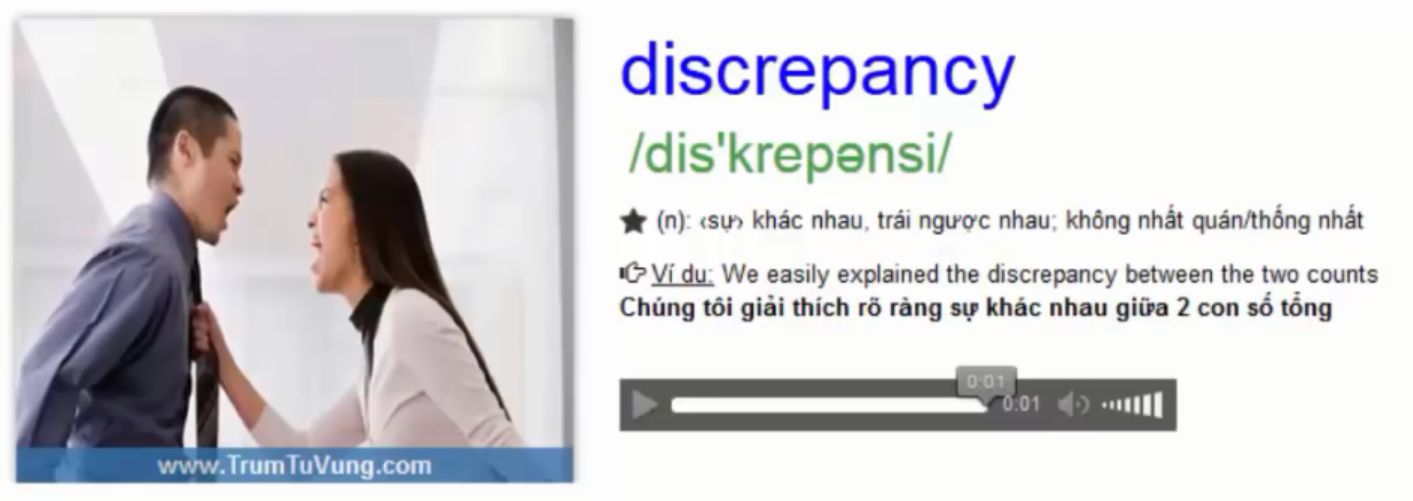 discrepancy
/dis'krepənsi/
★ (n): ‹sự› khác nhau, trái ngược nhau; không nhất quán/thống nhất
Ví du: We easily explained the discrepancy between the two counts
Chúng tôi giải thích rõ ràng sự khác nhau giữa 2 con số tổng
0:01
0:01
www.TrumTuVung.com